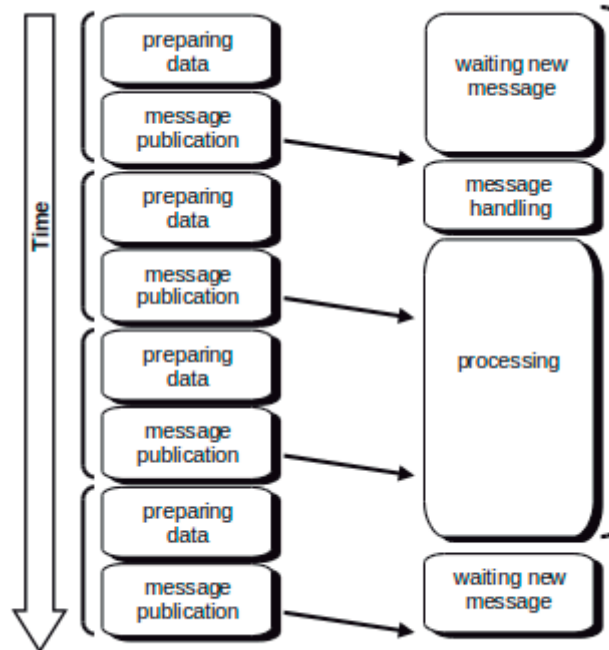 Time
preparing
data
message
publication
preparing
data
message
publication
preparing
data
message
publication
preparing
data
message
publication
waiting new
message
message
handling
processing
waiting new
message